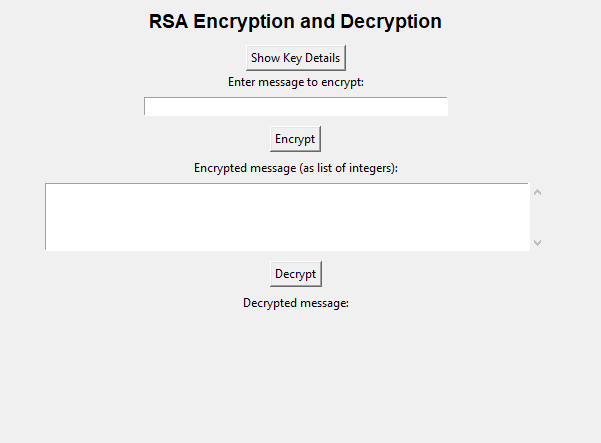 RSA Encryption and Decryption
Show Key Details
Enter message to encrypt:
Encrypt
Encrypted message (as list of integers):
Decrypt
Decrypted message: